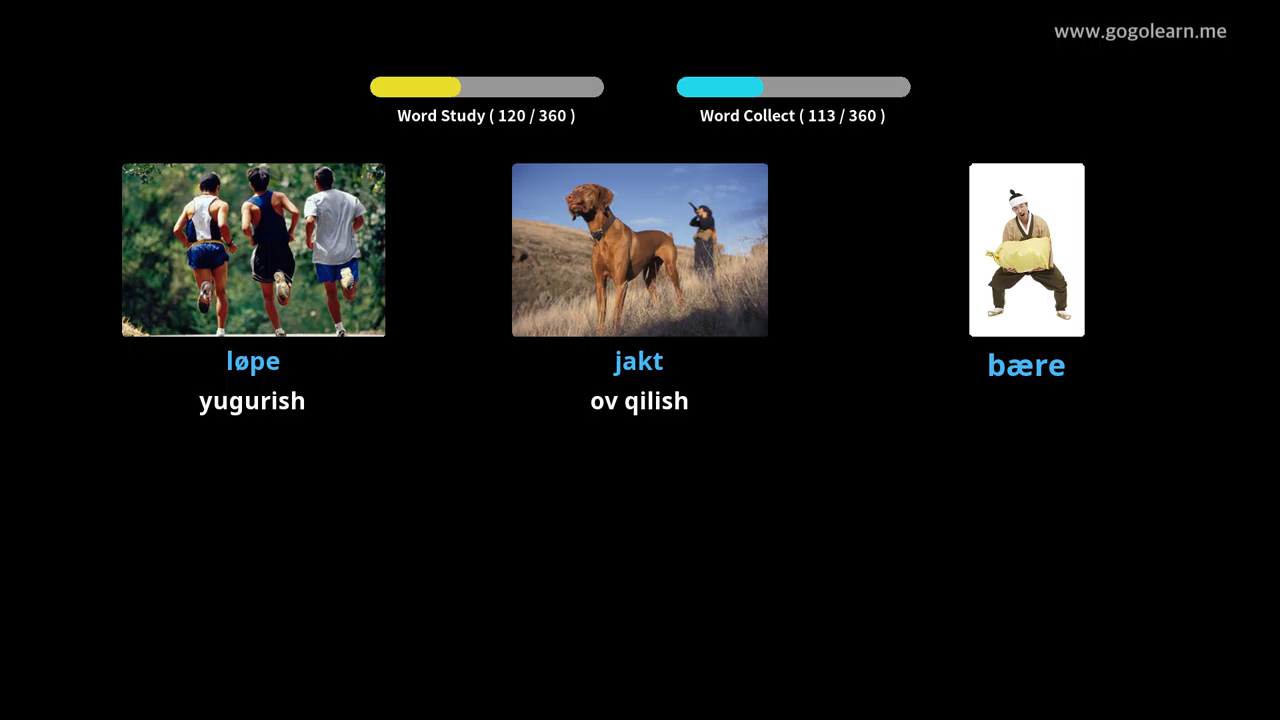 www.gogolearn.me
Word Study ( 120 / 360 )
Word Collect ( 113 / 360 )
løpe
jakt
bære
yugurish
ov qilish